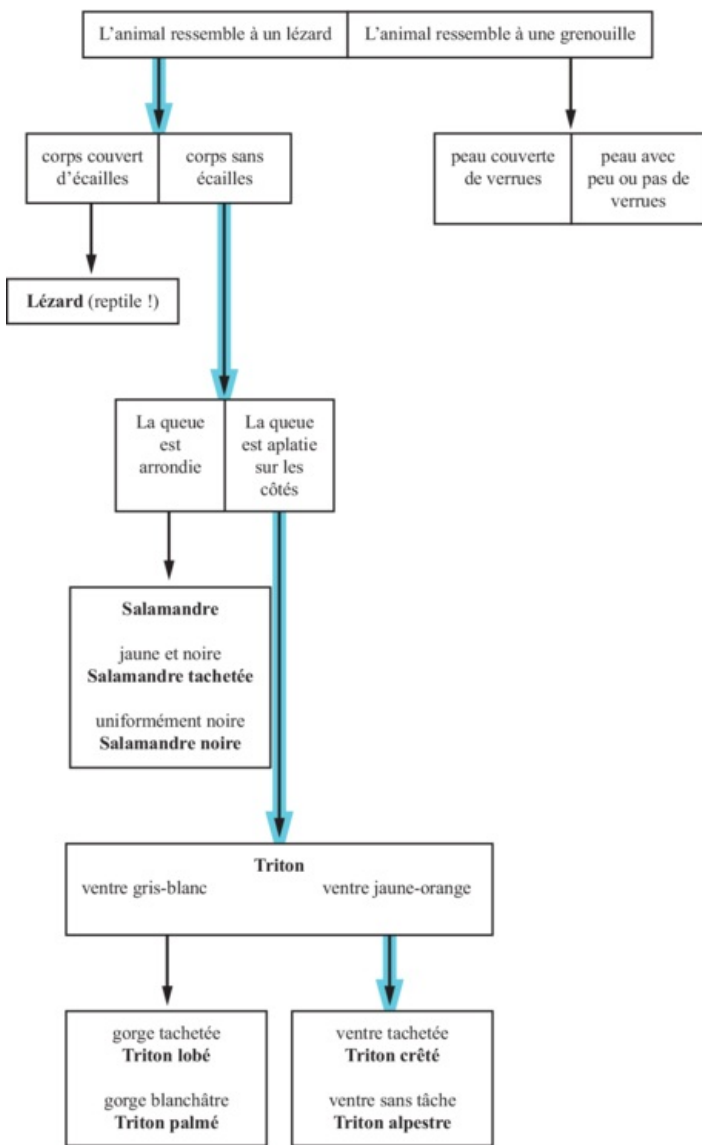 L'animal ressemble à un lézard
L'animal ressemble à une grenouille
corps couvert
d'écailles
corps sans
écailles
peau couverte
de verrues
peau avec
peu ou pas de
verrues
Lézard (reptile !)
La queue
est
arrondie
La queue
est aplatie
sur les
côtés
Salamandre
jaune et noire
Salamandre tachetée
uniformément noire
Salamandre noire
Triton
ventre gris-blanc
ventre jaune-orange
gorge tachetée
Triton lobé
gorge blanchâtre
Triton palmé
ventre tachetée
Triton crêté
ventre sans tâche
Triton alpestre